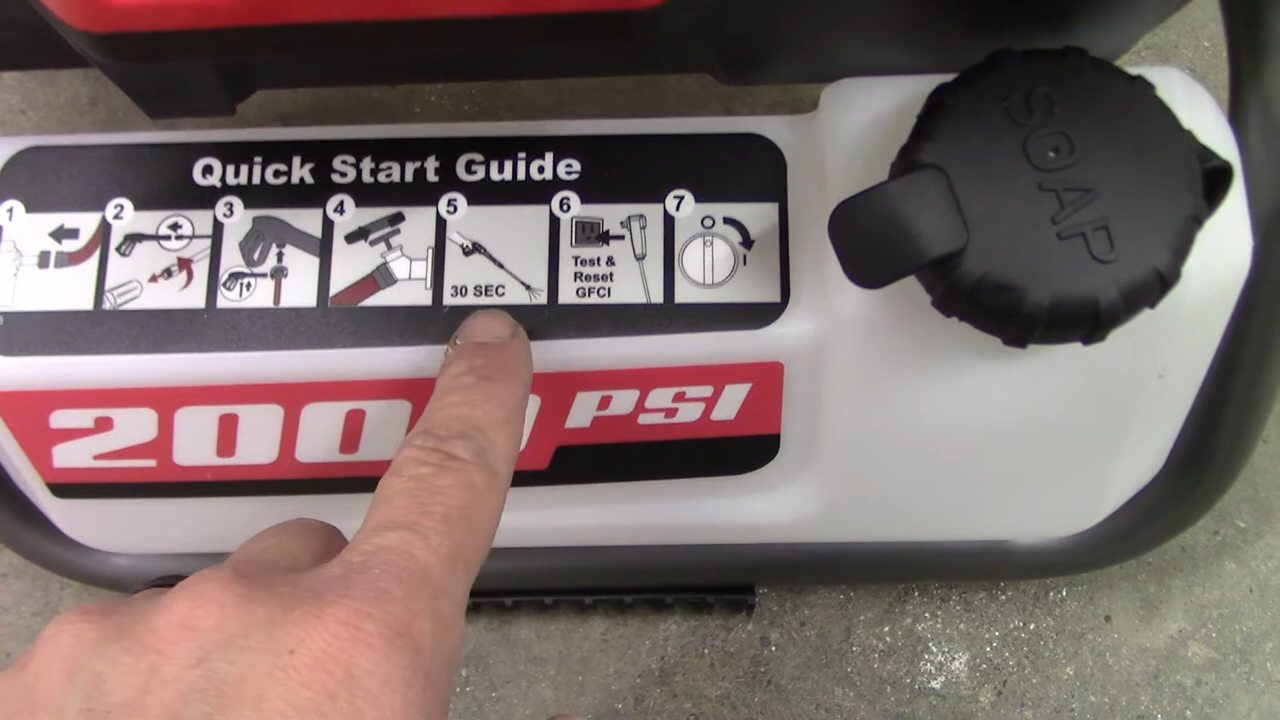 Quick Start Guide
1 2 3 4 5 6 7
30 SEC
Test &
Reset
GFCI
I
200 PSI
SOAP